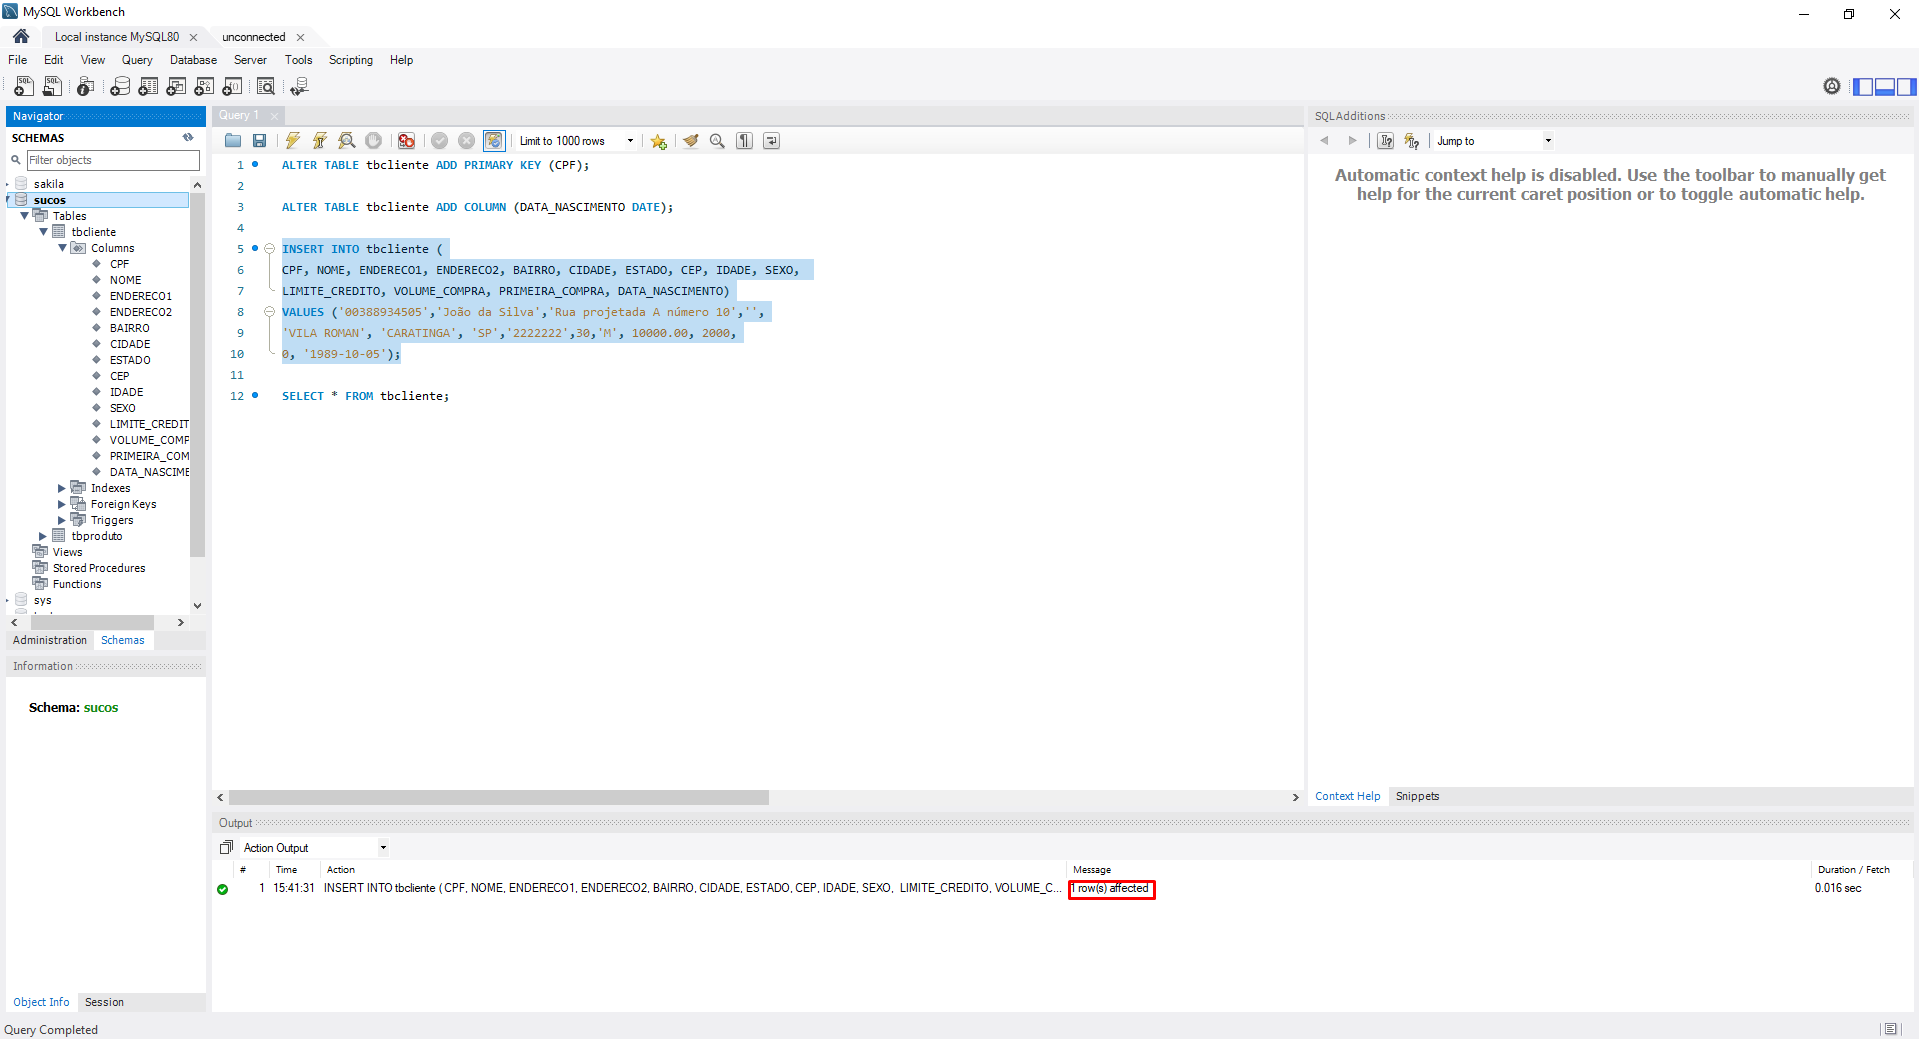 MySQL Workbench
Local instance MySQL80
unconnected
File Edit View Query Database Server Tools Scripting Help
Navigator
SCHEMAS
Filter objects
sakila
sucos
Tables
tbcliente
Columns
CPF
NOME
ENDERECO1
ENDERECO2
BAIRRO
CIDADE
ESTADO
CEP
IDADE
SEXO
LIMITE_CREDIT
VOLUME_COMP
PRIMEIRA_COM
DATA_NASCIME
Indexes
Foreign Keys
Triggers
tbproduto
Views
Stored Procedures
Functions
sys
Administration Schemas
Information
Schema: sucos
Object Info Session
Query Completed
Query 1
Limit to 1000 rows
1 ALTER TABLE tbcliente ADD PRIMARY KEY (CPF);
2
3 ALTER TABLE tbcliente ADD COLUMN (DATA_NASCIMENTO DATE);
4
5 INSERT INTO tbcliente (
6 CPF, NOME, ENDERECO1, ENDERECO2, BAIRRO, CIDADE, ESTADO, CEP, IDADE, SEXO,
7 LIMITE_CREDITO, VOLUME_COMPRA, PRIMEIRA_COMPRA, DATA_NASCIMENTO)
8 VALUES ('00388934505','João da Silva','Rua projetada A número 10','',
9 'VILA ROMAN', 'CARATINGA', 'SP','2222222',30,'M', 10000.00, 2000,
10 0, '1989-10-05');
11
12 SELECT * FROM tbcliente;
SQLAdditions
Jump to
Automatic context help is disabled. Use the toolbar to manually get
help for the current caret position or to toggle automatic help.
Context Help Snippets
Output
Action Output
# Time Action Message Duration / Fetch
1 15:41:31 INSERT INTO tbcliente ( CPF, NOME, ENDERECO1, ENDERECO2, BAIRRO, CIDADE, ESTADO, CEP, IDADE, SEXO, LIMITE_CREDITO, VOLUME_C... 1 row(s) affected 0.016 sec